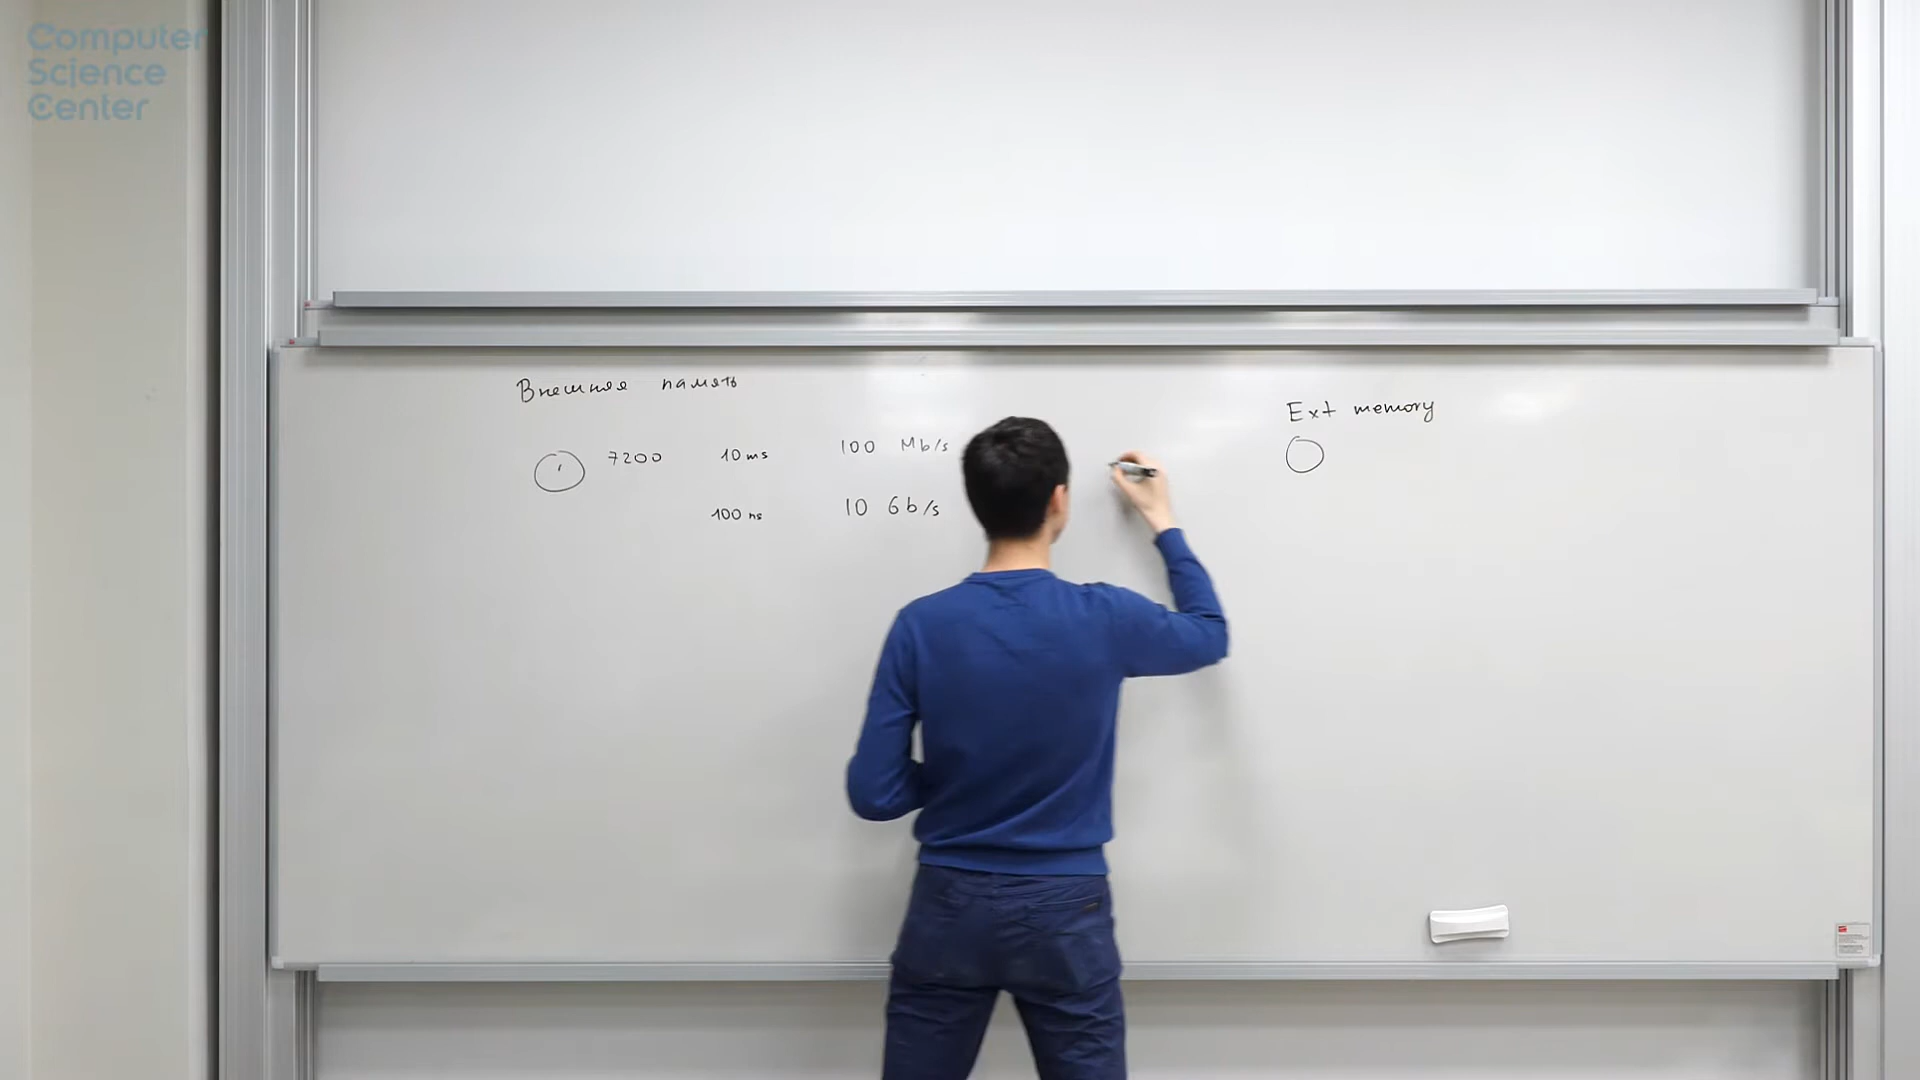 Computer
Science
Center
Внешняя память
7200 10 ms 100 Mb/s
100 ns 10 Gb/s
Ext memory